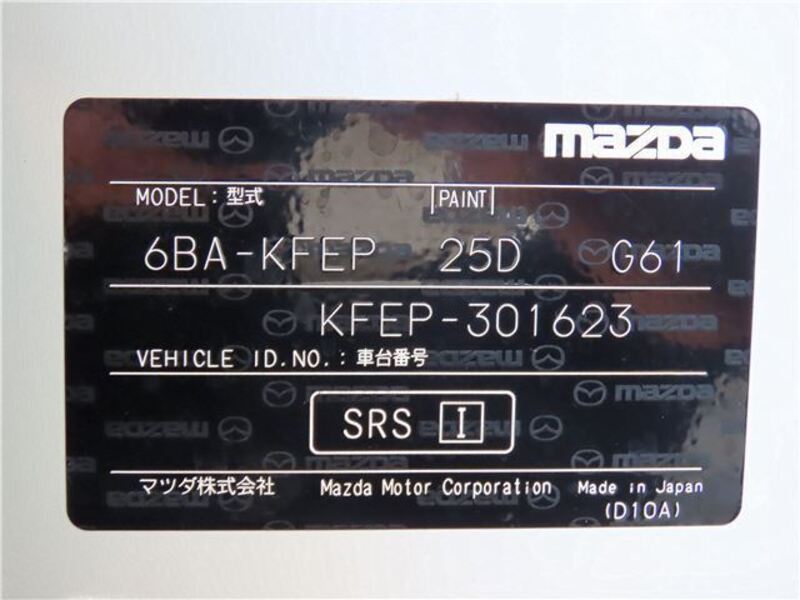 mazda
MODEL：型式 PAINT
6BA-KFEP 25D G61
KFEP-301623
VEHICLE ID.NO.：車台番号
SRS I
マツダ株式会社 Mazda Motor Corporation Made in Japan
(D10A)